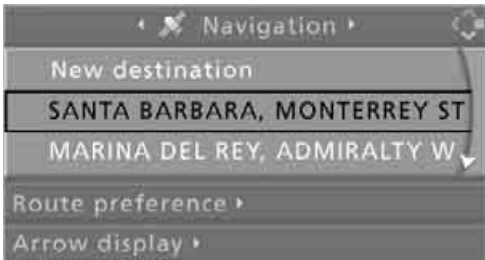 Navigation
New destination
SANTA BARBARA, MONTERREY ST
MARINA DEL REY, ADMIRALTY W
Route preference
Arrow display